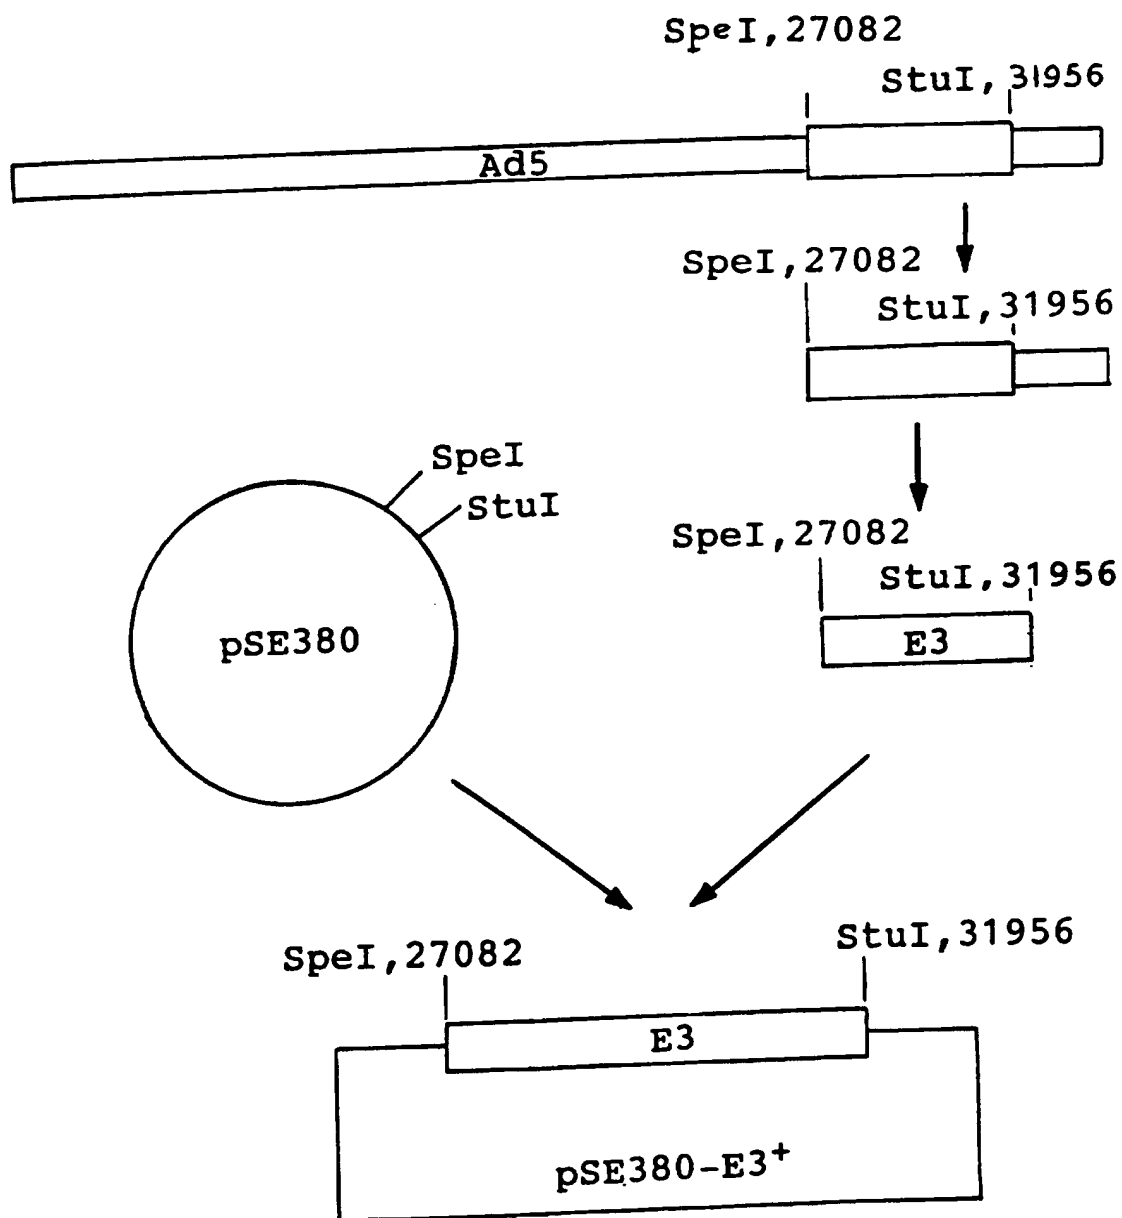 SpeI,27082
StuI,31956
Ad5
SpeI,27082
StuI,31956
SpeI
StuI
SpeI,27082
StuI,31956
pSE380
E3
SpeI,27082
StuI,31956
E3
pSE380-E3⁺